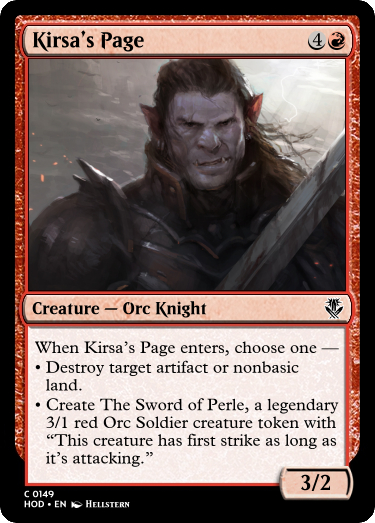 Kirsa's Page 4
Creature — Orc Knight
When Kirsa's Page enters, choose one —
• Destroy target artifact or nonbasic
land.
• Create The Sword of Perle, a legendary
3/1 red Orc Soldier creature token with
“This creature has first strike as long as
it's attacking.”
3/2
C 0149
HOD • EN Hellstern